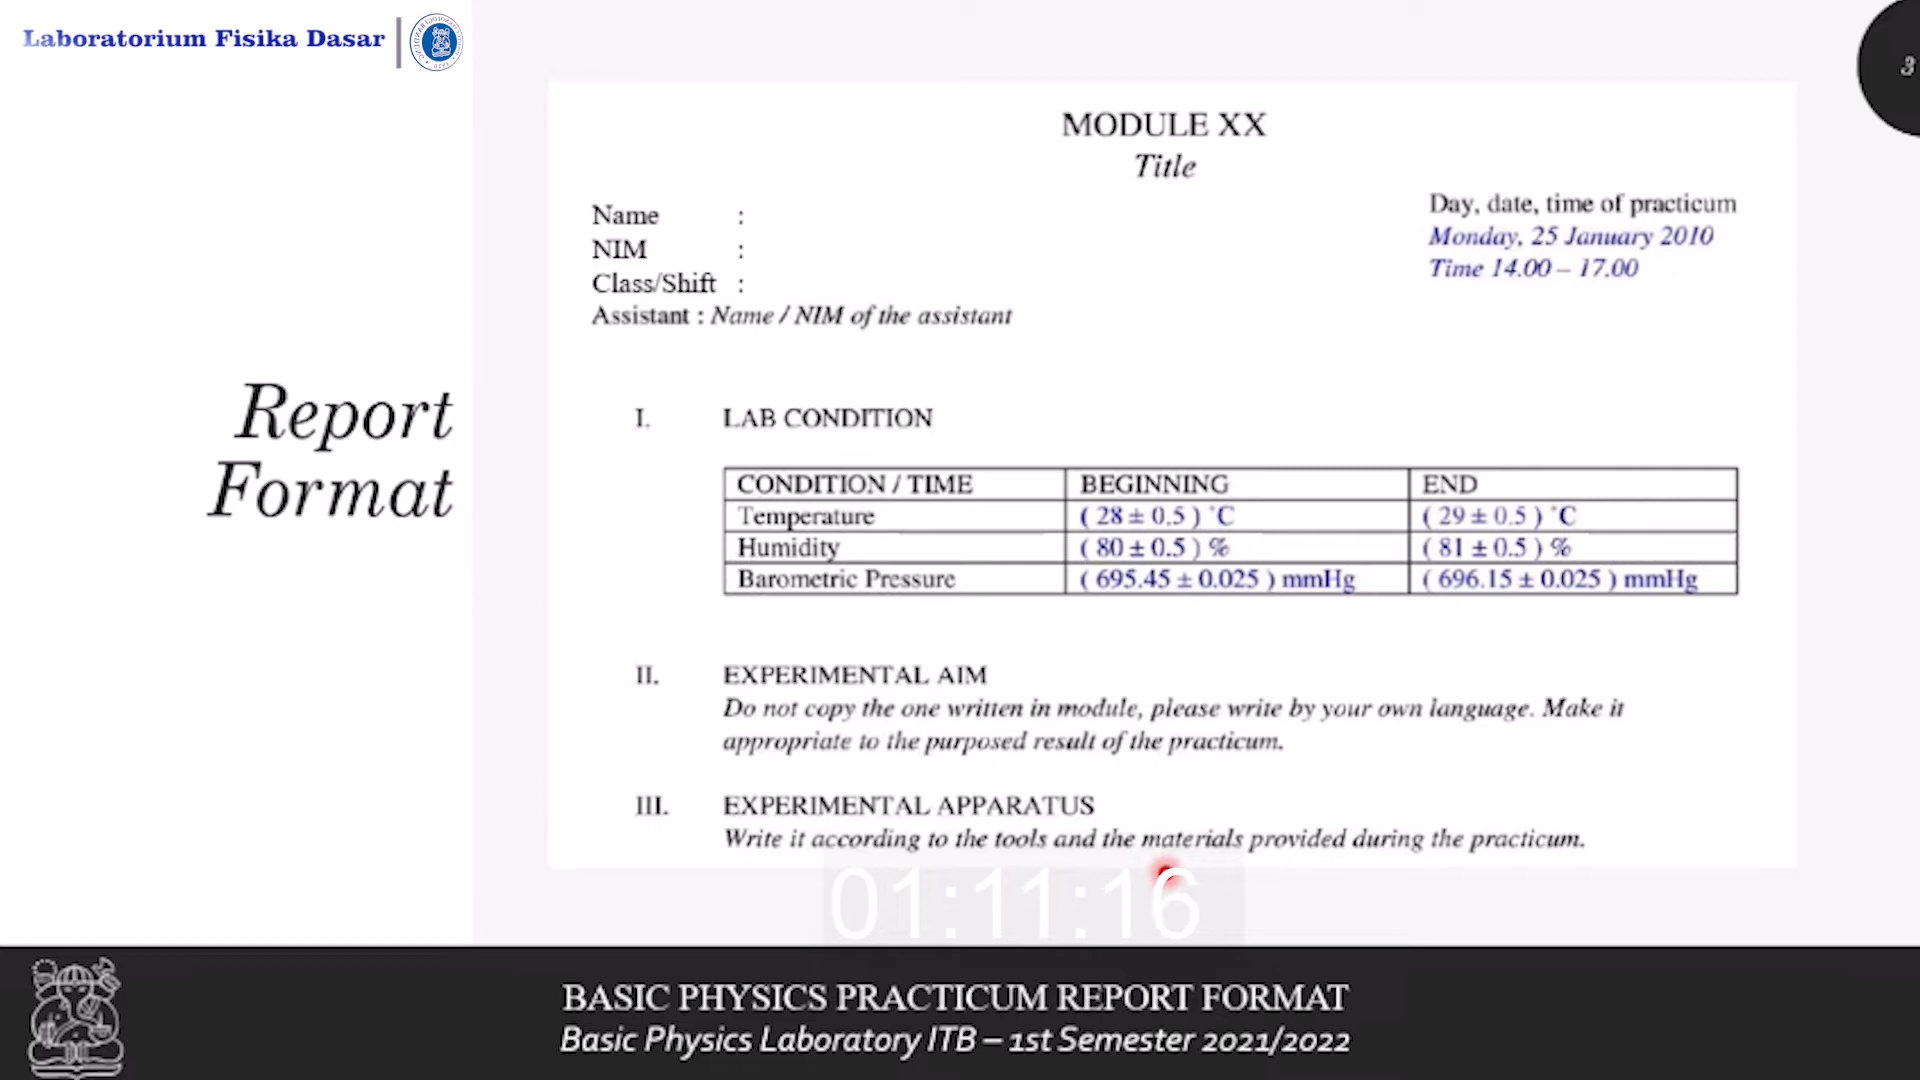 Laboratorium Fisika Dasar
3
Report
Format
MODULE XX
Title
Name :
NIM :
Class/Shift :
Assistant : Name / NIM of the assistant
Day, date, time of practicum
Monday, 25 January 2010
Time 14.00 – 17.00
I. LAB CONDITION
CONDITION / TIME BEGINNING END
Temperature ( 28 ± 0.5 ) °C ( 29 ± 0.5 ) °C
Humidity ( 80 ± 0.5 ) % ( 81 ± 0.5 ) %
Barometric Pressure ( 695.45 ± 0.025 ) mmHg ( 696.15 ± 0.025 ) mmHg
II. EXPERIMENTAL AIM
Do not copy the one written in module, please write by your own language. Make it
appropriate to the purposed result of the practicum.
III. EXPERIMENTAL APPARATUS
Write it according to the tools and the materials provided during the practicum.
01:11:16
BASIC PHYSICS PRACTICUM REPORT FORMAT
Basic Physics Laboratory ITB – 1st Semester 2021/2022